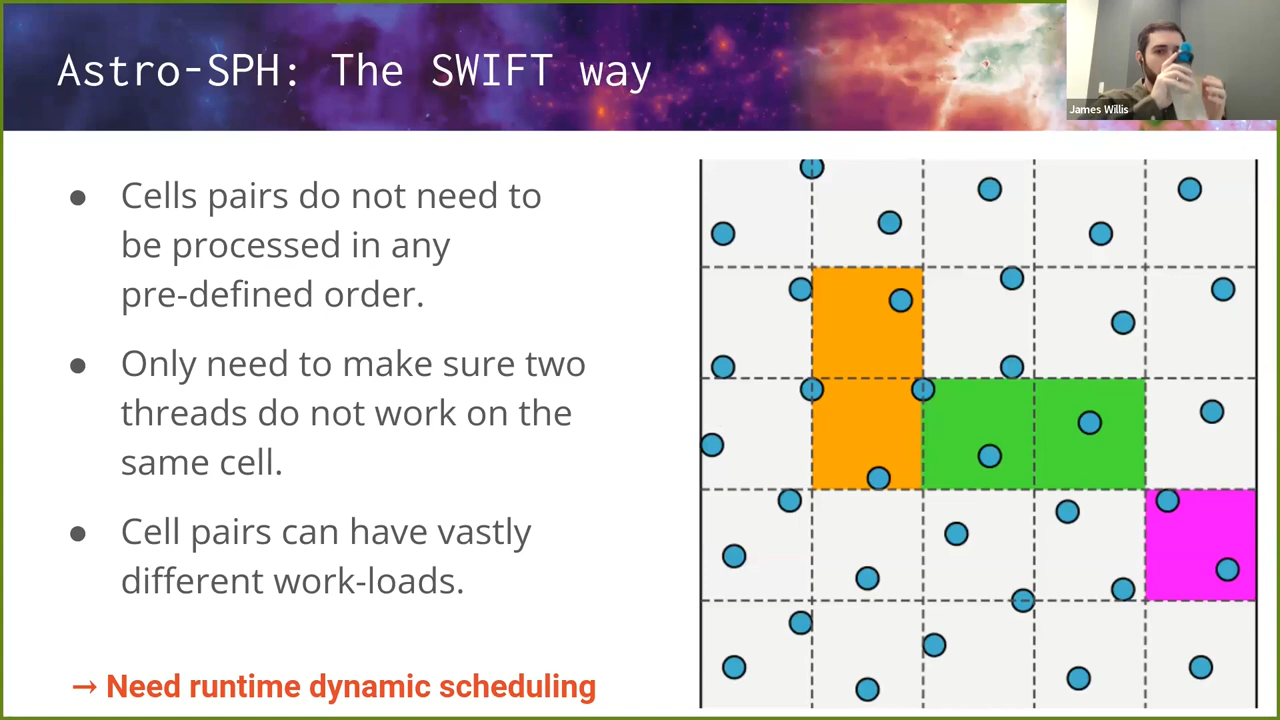 Astro-SPH: The SWIFT way
James Willis
● Cells pairs do not need to
be processed in any
pre-defined order.
● Only need to make sure two
threads do not work on the
same cell.
● Cell pairs can have vastly
different work-loads.
→ Need runtime dynamic scheduling